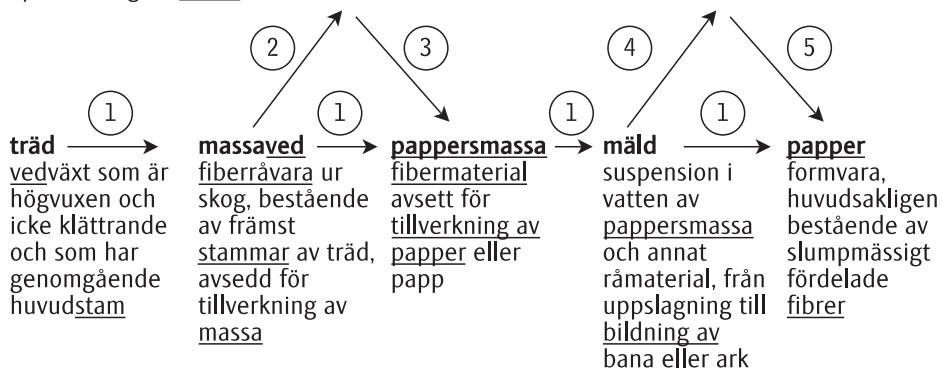 2 3 4 5
1 1 1 1
träd massaved pappersmassa mäld papper
vedväxt som är
högvuxen och
icke klättrande
och som har
genomgående
huvudstam
fiberråvara ur
skog, bestående
av främst
stammar av träd,
avsedd för
tillverkning av
massa
fibermaterial
avsett för
tillverkning av
papper eller
papp
suspension i
vatten av
pappersmassa
och annat
råmaterial, från
uppslagning till
bildning av
bana eller ark
formvara,
huvudsakligen
bestående av
slumpmässigt
fördelade
fibrer